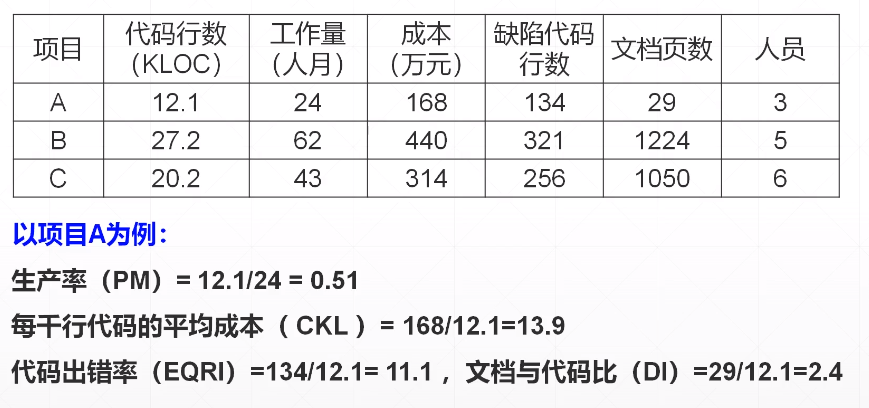 项目 代码行数（KLOC） 工作量（人月） 成本（万元） 缺陷代码行数 文档页数 人员
A 12.1 24 168 134 29 3
B 27.2 62 440 321 1224 5
C 20.2 43 314 256 1050 6
以项目A为例：
生产率（PM）= 12.1/24 = 0.51
每千行代码的平均成本（ CKL ）= 168/12.1=13.9
代码出错率（EQRI）=134/12.1= 11.1 ，文档与代码比（DI）=29/12.1=2.4